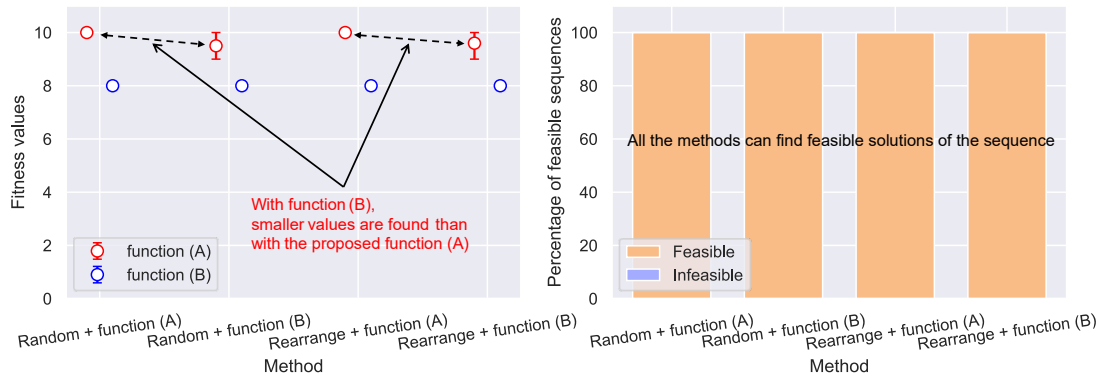 10
8
6
4
2
0
Fitness values
With function (B),
smaller values are found than
with the proposed function (A)
function (A)
function (B)
Random + function (A)
Random + function (B)
Rearrange + function (A)
Rearrange + function (B)
Method
100
80
60
40
20
0
Percentage of feasible sequences
All the methods can find feasible solutions of the sequence
Feasible
Infeasible
Random + function (A)
Random + function (B)
Rearrange + function (A)
Rearrange + function (B)
Method